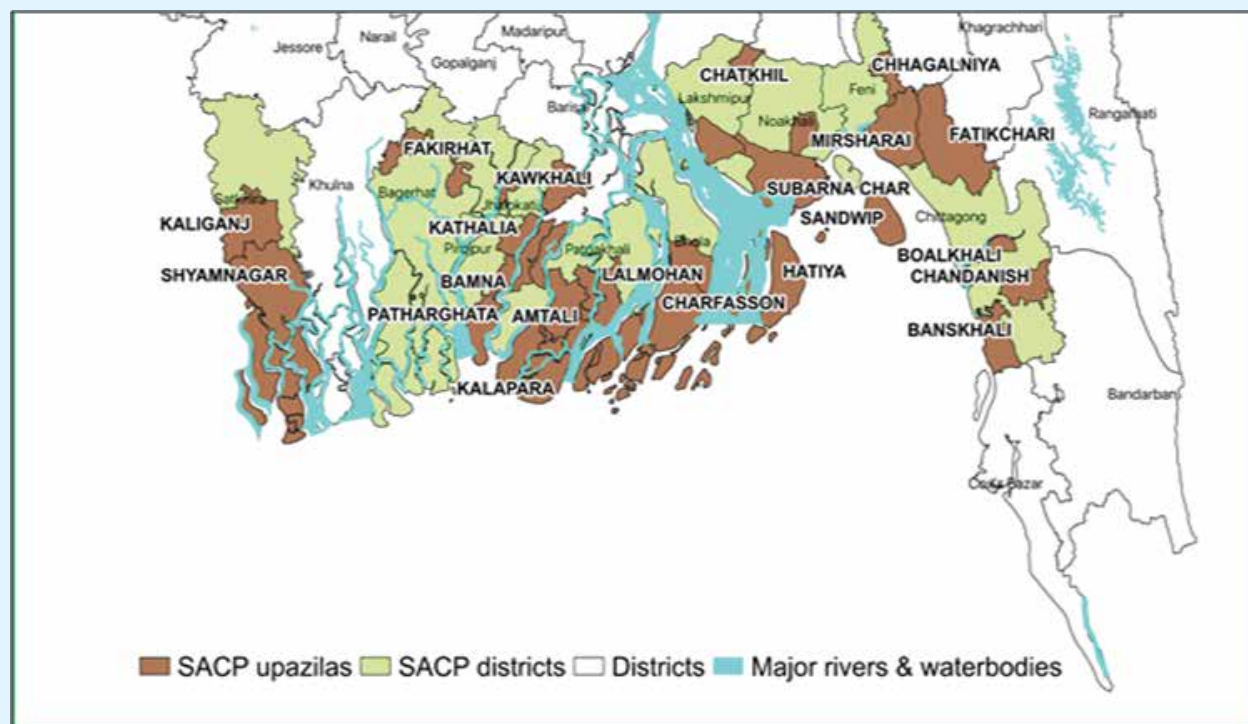 Jessore
Narail
Madaripur
Gopalganj
Khagrachhari
CHHAGALNIYA
CHATKHIL
Lakshmipur
Feni
Barisal
Noakhali
Rangamati
MIRSHARAI
FATIKCHARI
FAKIRHAT
KAWKHALI
Khulna
Bagerhat
SUBARNA CHAR
Satkhira
Jhalokati
KALIGANJ
KATHALIA
SANDWIP
Chittagong
Pirojpur
Patuakhali
Bhola
BOALKHALI
SHYAMNAGAR
BAMNA
LALMOHAN
HATIYA
CHANDANISH
PATHARGHATA
AMTALI
CHARFASSON
BANSKHALI
KALAPARA
Bandarban
Cox's Bazar
SACP upazilas SACP districts Districts Major rivers & waterbodies